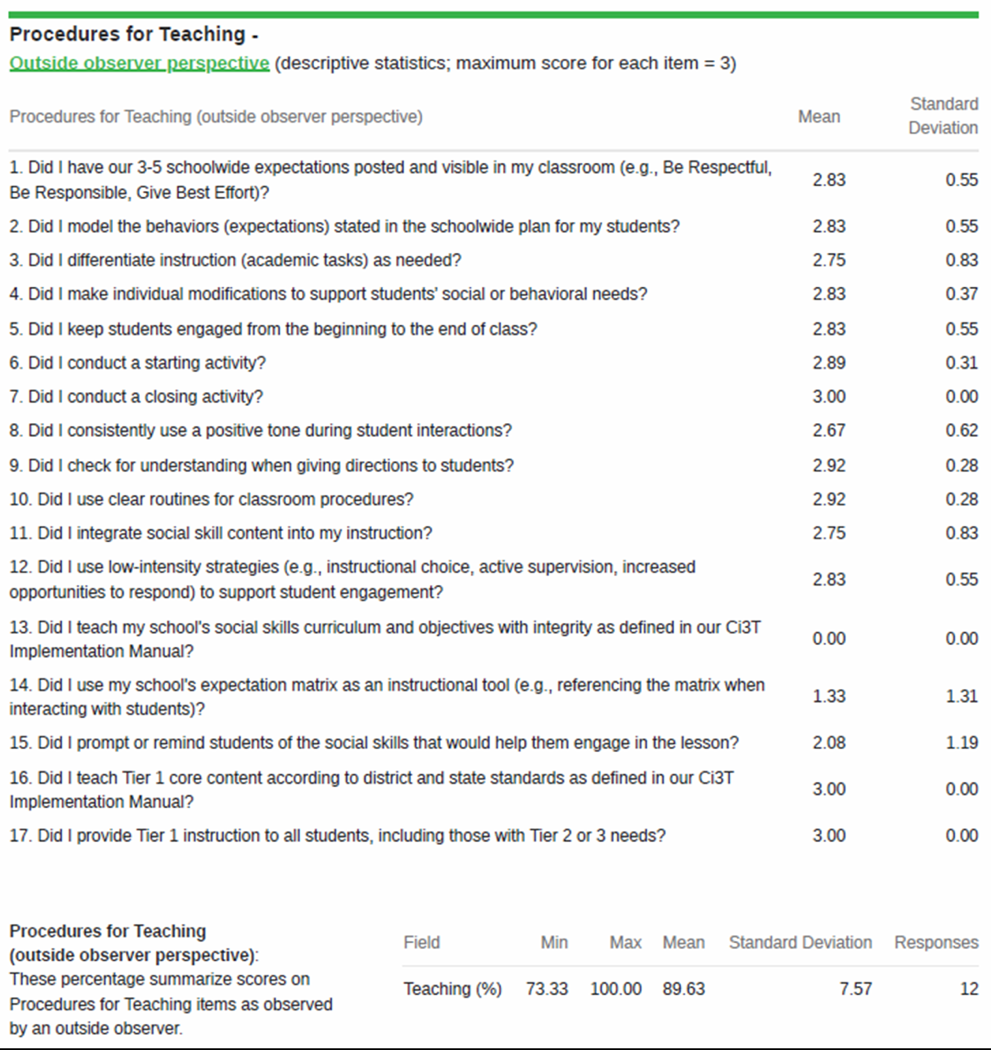 Procedures for Teaching -
Outside observer perspective (descriptive statistics; maximum score for each item = 3)
Procedures for Teaching (outside observer perspective) Mean Standard Deviation
1. Did I have our 3-5 schoolwide expectations posted and visible in my classroom (e.g., Be Respectful,
Be Responsible, Give Best Effort)? 2.83 0.55
2. Did I model the behaviors (expectations) stated in the schoolwide plan for my students? 2.83 0.55
3. Did I differentiate instruction (academic tasks) as needed? 2.75 0.83
4. Did I make individual modifications to support students' social or behavioral needs? 2.83 0.37
5. Did I keep students engaged from the beginning to the end of class? 2.83 0.55
6. Did I conduct a starting activity? 2.89 0.31
7. Did I conduct a closing activity? 3.00 0.00
8. Did I consistently use a positive tone during student interactions? 2.67 0.62
9. Did I check for understanding when giving directions to students? 2.92 0.28
10. Did I use clear routines for classroom procedures? 2.92 0.28
11. Did I integrate social skill content into my instruction? 2.75 0.83
12. Did I use low-intensity strategies (e.g., instructional choice, active supervision, increased
opportunities to respond) to support student engagement? 2.83 0.55
13. Did I teach my school's social skills curriculum and objectives with integrity as defined in our Ci3T
Implementation Manual? 0.00 0.00
14. Did I use my school's expectation matrix as an instructional tool (e.g., referencing the matrix when
interacting with students)? 1.33 1.31
15. Did I prompt or remind students of the social skills that would help them engage in the lesson? 2.08 1.19
16. Did I teach Tier 1 core content according to district and state standards as defined in our Ci3T
Implementation Manual? 3.00 0.00
17. Did I provide Tier 1 instruction to all students, including those with Tier 2 or 3 needs? 3.00 0.00
Procedures for Teaching
(outside observer perspective):
These percentage summarize scores on
Procedures for Teaching items as observed
by an outside observer.
Field Min Max Mean Standard Deviation Responses
Teaching (%) 73.33 100.00 89.63 7.57 12